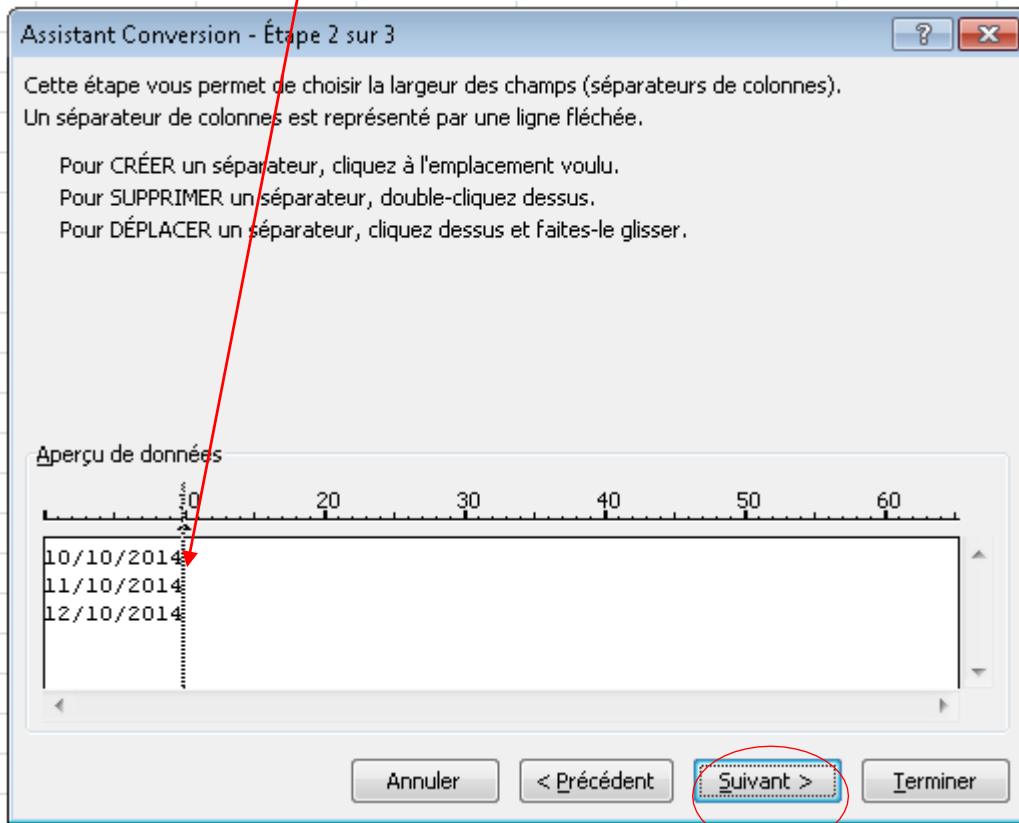 Assistant Conversion - Étape 2 sur 3
Cette étape vous permet de choisir la largeur des champs (séparateurs de colonnes).
Un séparateur de colonnes est représenté par une ligne fléchée.
Pour CRÉER un séparateur, cliquez à l'emplacement voulu.
Pour SUPPRIMER un séparateur, double-cliquez dessus.
Pour DÉPLACER un séparateur, cliquez dessus et faites-le glisser.
Aperçu de données
0 20 30 40 50 60
10/10/2014
11/10/2014
12/10/2014
Annuler < Précédent Suivant > Terminer